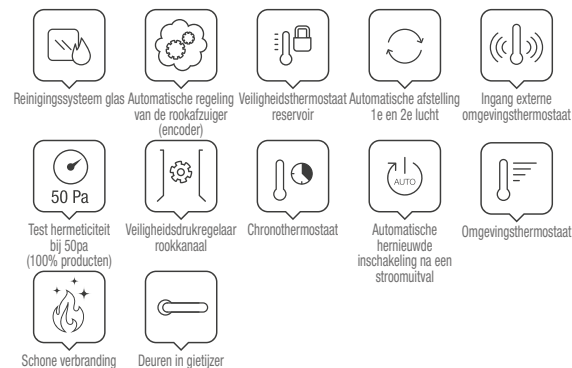 Reinigingssysteem glas
Automatische regeling
van de rookafzuiger
(encoder)
Veiligheidsthermostaat
reservoir
Automatische afstelling
1e en 2e lucht
Ingang externe
omgevingsthermostaat
50 Pa
Test hermeticiteit
bij 50pa
(100% producten)
Veiligheidsdrukregelaar
rookkanaal
Chronothermostaat
AUTO
Automatische
hernieuwde
inschakeling na een
stroomuitval
Omgevingsthermostaat
Schone verbranding
Deuren in gietijzer